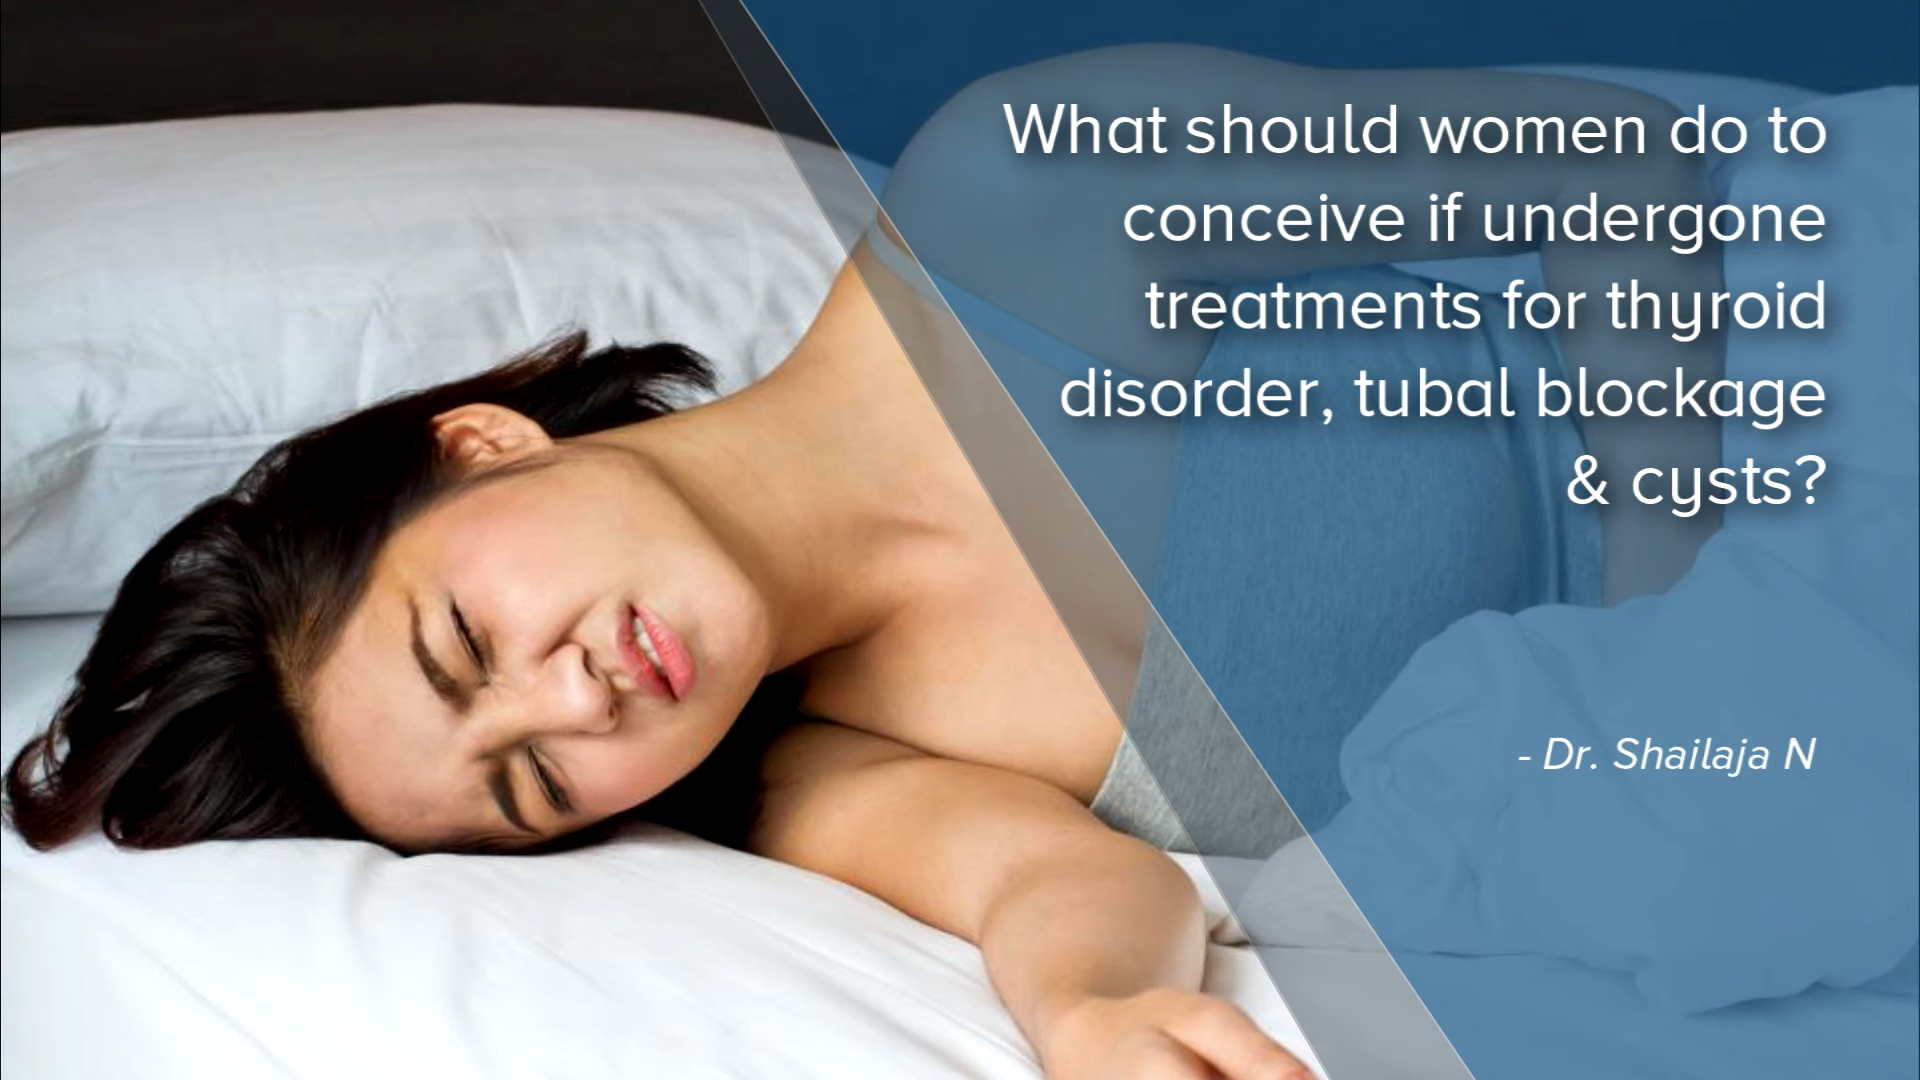 What should women do to
conceive if undergone
treatments for thyroid
disorder, tubal blockage
& cysts?
- Dr. Shailaja N